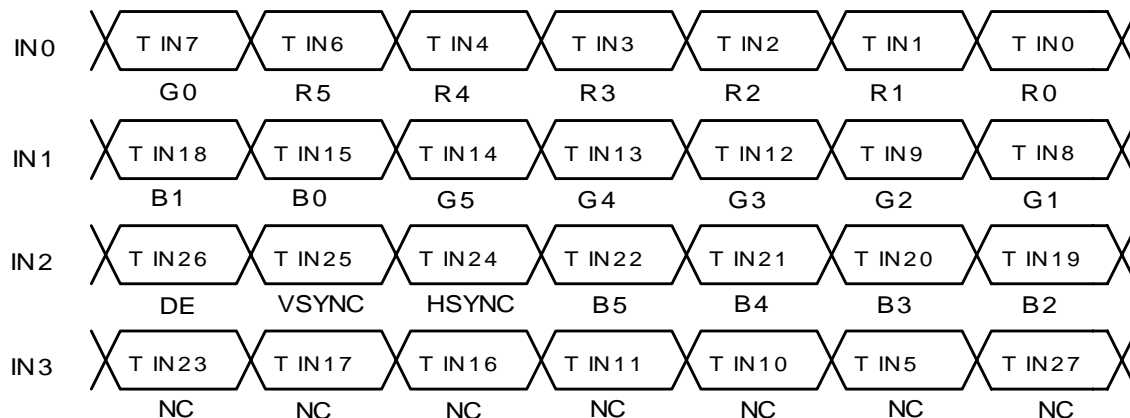 IN0 T IN7 T IN6 T IN4 T IN3 T IN2 T IN1 T IN0
G0 R5 R4 R3 R2 R1 R0
IN1 T IN18 T IN15 T IN14 T IN13 T IN12 T IN9 T IN8
B1 B0 G5 G4 G3 G2 G1
IN2 T IN26 T IN25 T IN24 T IN22 T IN21 T IN20 T IN19
DE VSYNC HSYNC B5 B4 B3 B2
IN3 T IN23 T IN17 T IN16 T IN11 T IN10 T IN5 T IN27
NC NC NC NC NC NC NC